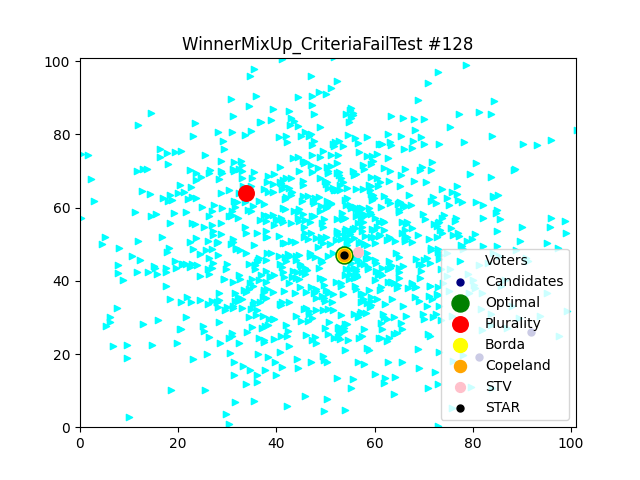 WinnerMixUp_CriteriaFailTest #128
100
80
60
40
20
0
0 20 40 60 80 100
Voters
Candidates
Optimal
Plurality
Borda
Copeland
STV
STAR